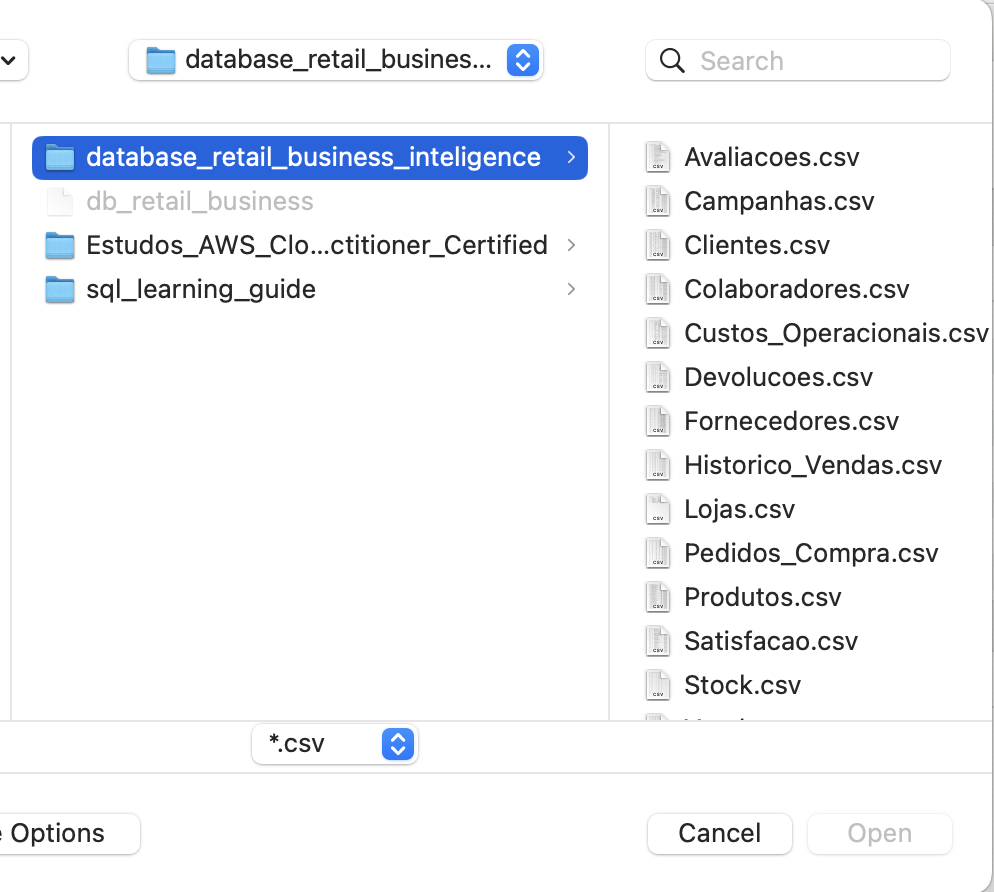 database_retail_busines...
Search
database_retail_business_inteligence
db_retail_business
Estudos_AWS_Clo...ctitioner_Certified
sql_learning_guide
Avaliacoes.csv
Campanhas.csv
Clientes.csv
Colaboradores.csv
Custos_Operacionais.csv
Devolucoes.csv
Fornecedores.csv
Historico_Vendas.csv
Lojas.csv
Pedidos_Compra.csv
Produtos.csv
Satisfacao.csv
Stock.csv
*.csv
Options
Cancel
Open